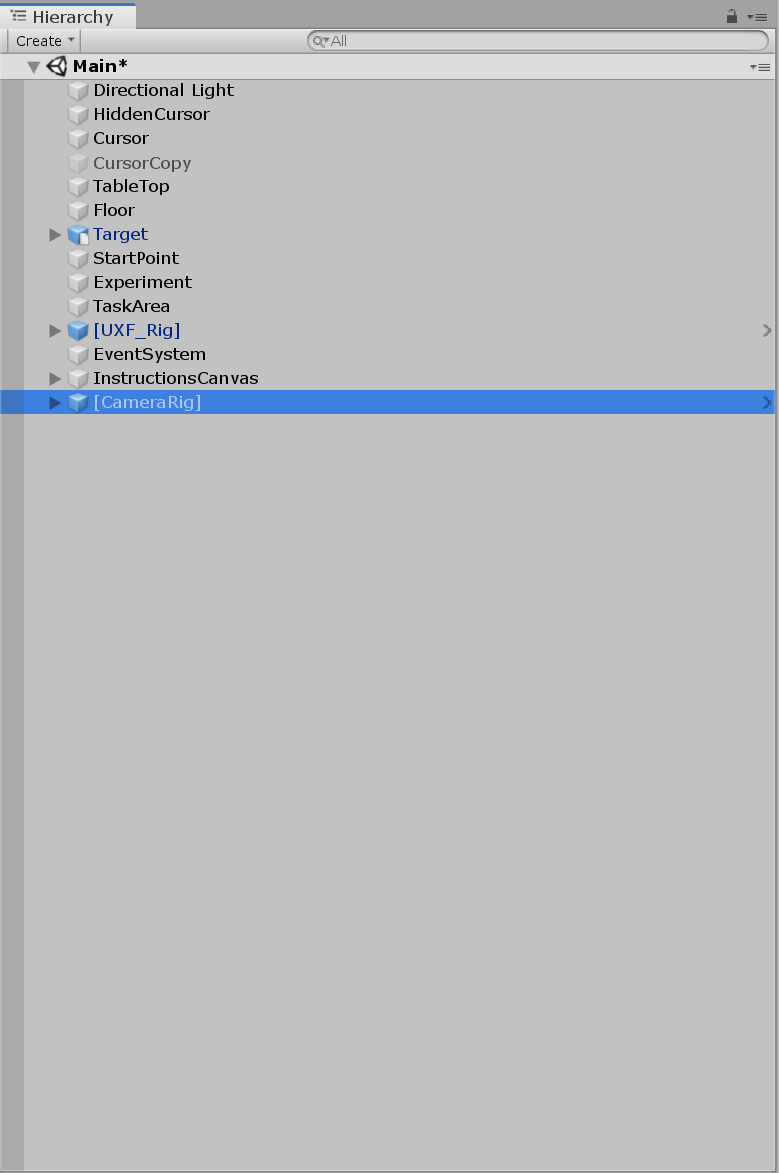 Hierarchy
Create All
Main*
Directional Light
HiddenCursor
Cursor
CursorCopy
TableTop
Floor
Target
StartPoint
Experiment
TaskArea
[UXF_Rig]
EventSystem
InstructionsCanvas
[CameraRig]